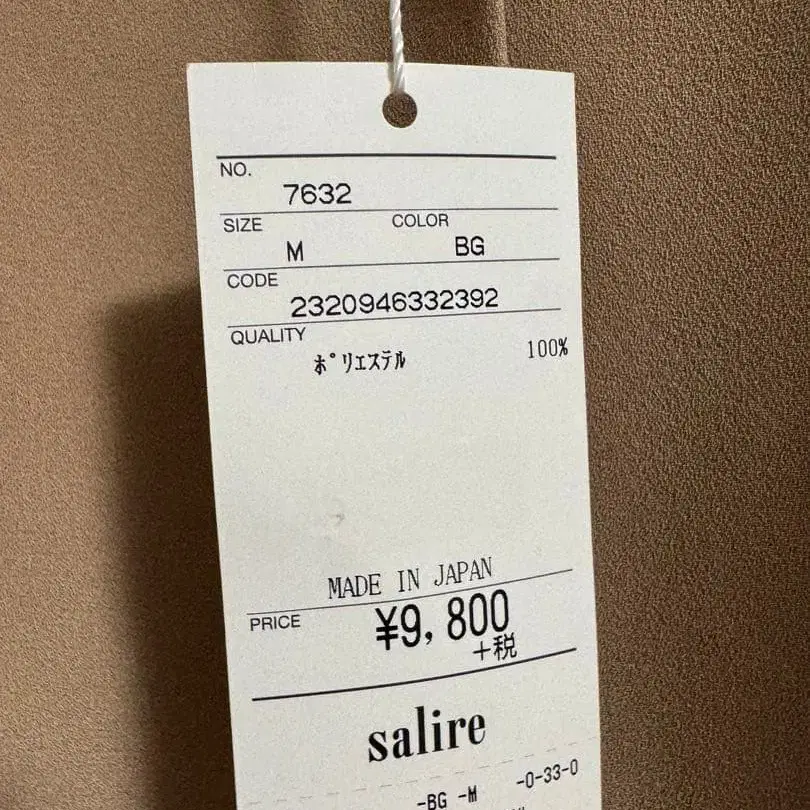 NO.
7632
SIZE COLOR
M BG
CODE
2320946332392
QUALITY
ﾎﾟﾘｴｽﾃﾙ 100%
MADE IN JAPAN
PRICE ¥9,800
+税
salire
-BG -M -0-33-0